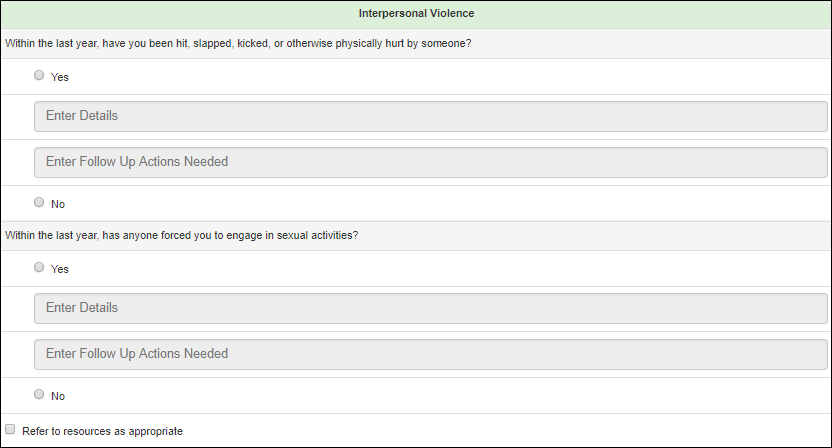 Interpersonal Violence
Within the last year, have you been hit, slapped, kicked, or otherwise physically hurt by someone?
Yes
Enter Details
Enter Follow Up Actions Needed
No
Within the last year, has anyone forced you to engage in sexual activities?
Yes
Enter Details
Enter Follow Up Actions Needed
No
Refer to resources as appropriate